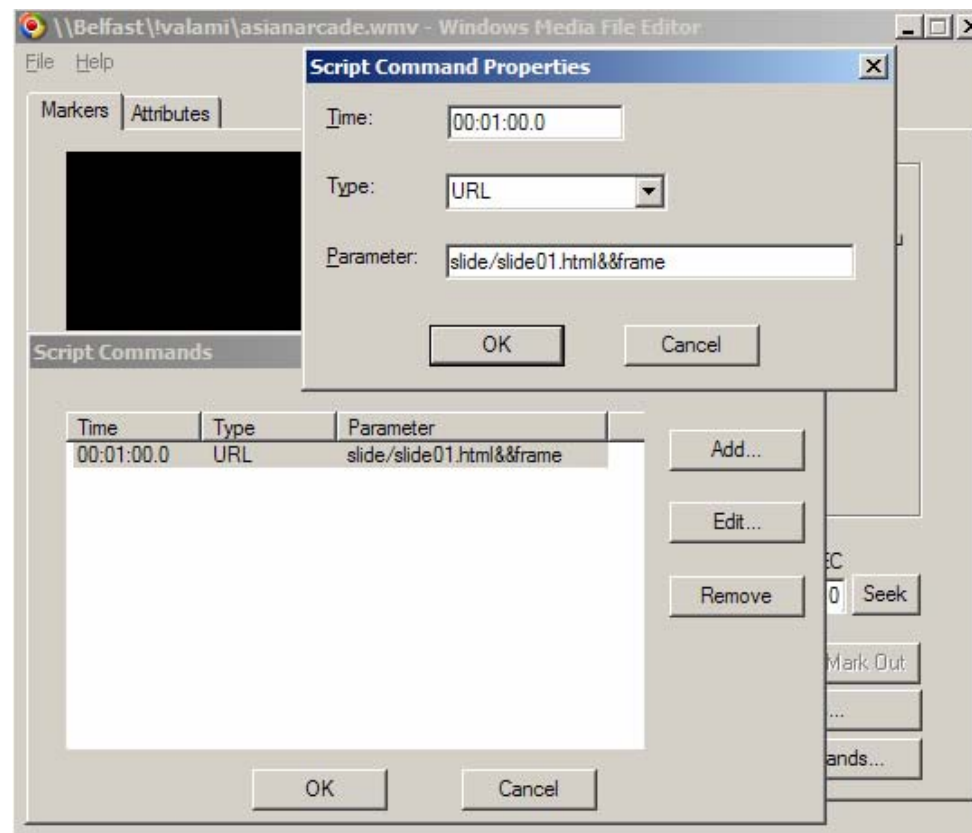 \\Belfast\!valami\asianarcade.wmv - Windows Media File Editor
File Help
Markers Attributes
Script Command Properties
Time: 00:01:00.0
Type: URL
Parameter: slide/slide01.html&&frame
OK Cancel
Script Commands
Time Type Parameter
00:01:00.0 URL slide/slide01.html&&frame
Add...
Edit...
Remove
OK Cancel
0 Seek
Mark Out
...
ands...